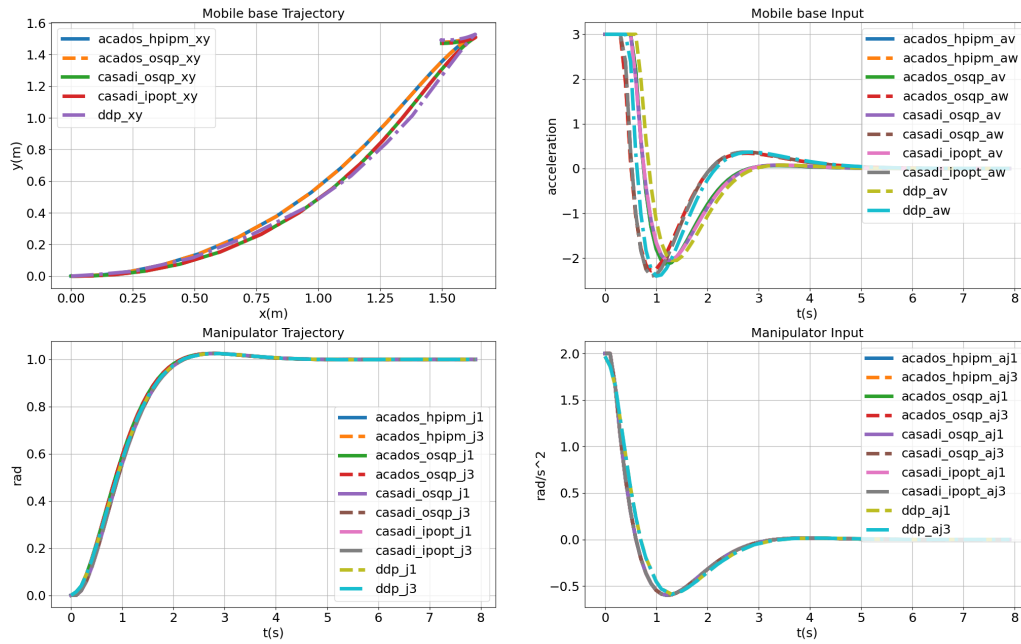 Mobile base Trajectory
1.6
1.4
1.2
1.0
0.8
0.6
0.4
0.2
0.0
y(m)
acados_hpipm_xy
acados_osqp_xy
casadi_osqp_xy
casadi_ipopt_xy
ddp_xy
0.00
0.25
0.50
0.75
1.00
1.25
1.50
x(m)
Mobile base Input
3
2
1
0
−1
−2
acceleration
acados_hpipm_av
acados_hpipm_aw
acados_osqp_av
acados_osqp_aw
casadi_osqp_av
casadi_osqp_aw
casadi_ipopt_av
casadi_ipopt_aw
ddp_av
ddp_aw
0
1
2
3
4
5
6
7
8
t(s)
Manipulator Trajectory
1.0
0.8
0.6
0.4
0.2
0.0
rad
acados_hpipm_j1
acados_hpipm_j3
acados_osqp_j1
acados_osqp_j3
casadi_osqp_j1
casadi_osqp_j3
casadi_ipopt_j1
casadi_ipopt_j3
ddp_j1
ddp_j3
0
1
2
3
4
5
6
7
8
t(s)
Manipulator Input
2.0
1.5
1.0
0.5
0.0
−0.5
rad/s^2
acados_hpipm_aj1
acados_hpipm_aj3
acados_osqp_aj1
acados_osqp_aj3
casadi_osqp_aj1
casadi_osqp_aj3
casadi_ipopt_aj1
casadi_ipopt_aj3
ddp_aj1
ddp_aj3
0
1
2
3
4
5
6
7
8
t(s)